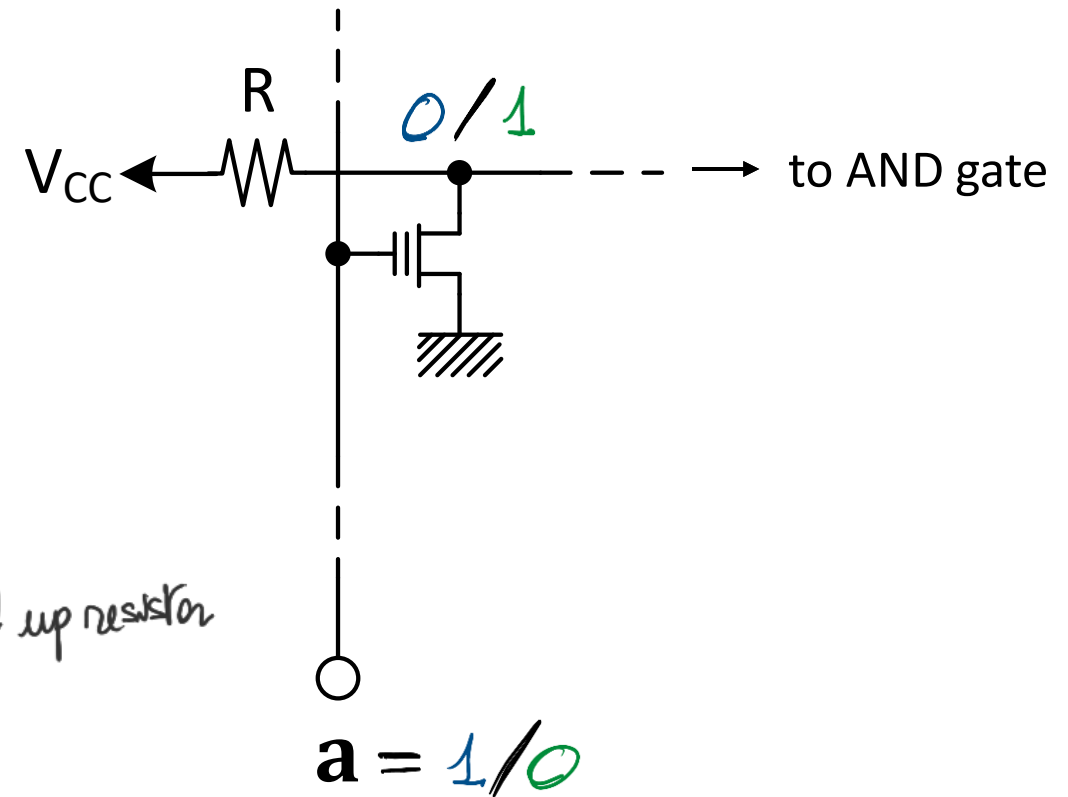 R
0/1
VCC
to AND gate
up resistor
a = 1/0